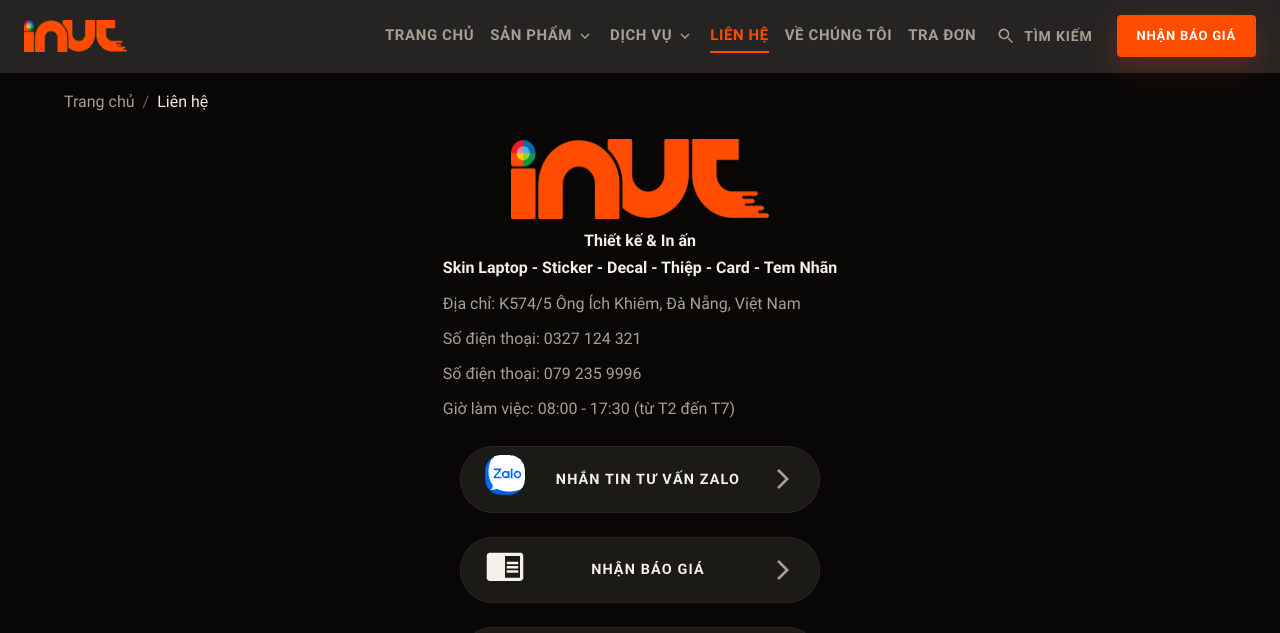 inut
TRANG CHỦ SẢN PHẨM DỊCH VỤ LIÊN HỆ VỀ CHÚNG TÔI TRA ĐƠN TÌM KIẾM NHẬN BÁO GIÁ
Trang chủ / Liên hệ
inut
Thiết kế & In ấn
Skin Laptop - Sticker - Decal - Thiệp - Card - Tem Nhãn
Địa chỉ: K574/5 Ông Ích Khiêm, Đà Nẵng, Việt Nam
Số điện thoại: 0327 124 321
Số điện thoại: 079 235 9996
Giờ làm việc: 08:00 - 17:30 (từ T2 đến T7)
Zalo NHẮN TIN TƯ VẤN ZALO
NHẬN BÁO GIÁ